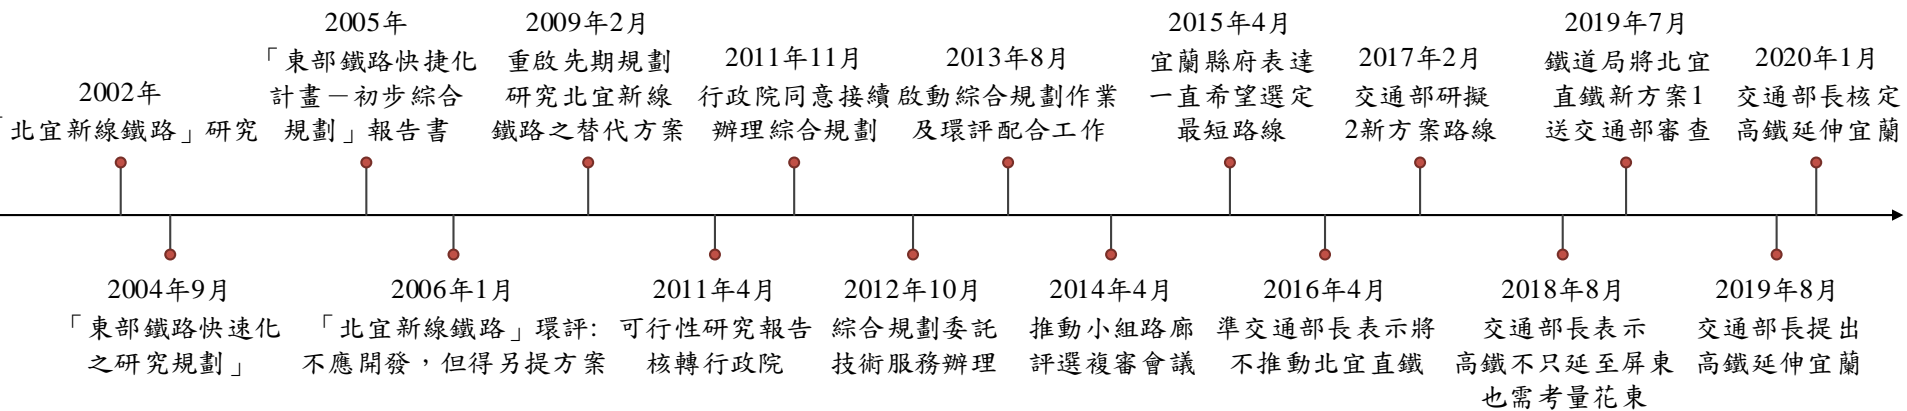 2002年
「北宜新線鐵路」研究
2005年
「東部鐵路快捷化
計畫－初步綜合
規劃」報告書
2009年2月
重啟先期規劃
研究北宜新線
鐵路之替代方案
2011年11月
行政院同意接續
辦理綜合規劃
2013年8月
啟動綜合規劃作業
及環評配合工作
2015年4月
宜蘭縣府表達
一直希望選定
最短路線
2017年2月
交通部研擬
2新方案路線
2019年7月
鐵道局將北宜
直鐵新方案1
送交通部審查
2020年1月
交通部長核定
高鐵延伸宜蘭
2004年9月
「東部鐵路快速化
之研究規劃」
2006年1月
「北宜新線鐵路」環評:
不應開發，但得另提方案
2011年4月
可行性研究報告
核轉行政院
2012年10月
綜合規劃委託
技術服務辦理
2014年4月
推動小組路廊
評選複審會議
2016年4月
準交通部長表示將
不推動北宜直鐵
2018年8月
交通部長表示
高鐵不只延至屏東
也需考量花東
2019年8月
交通部長提出
高鐵延伸宜蘭